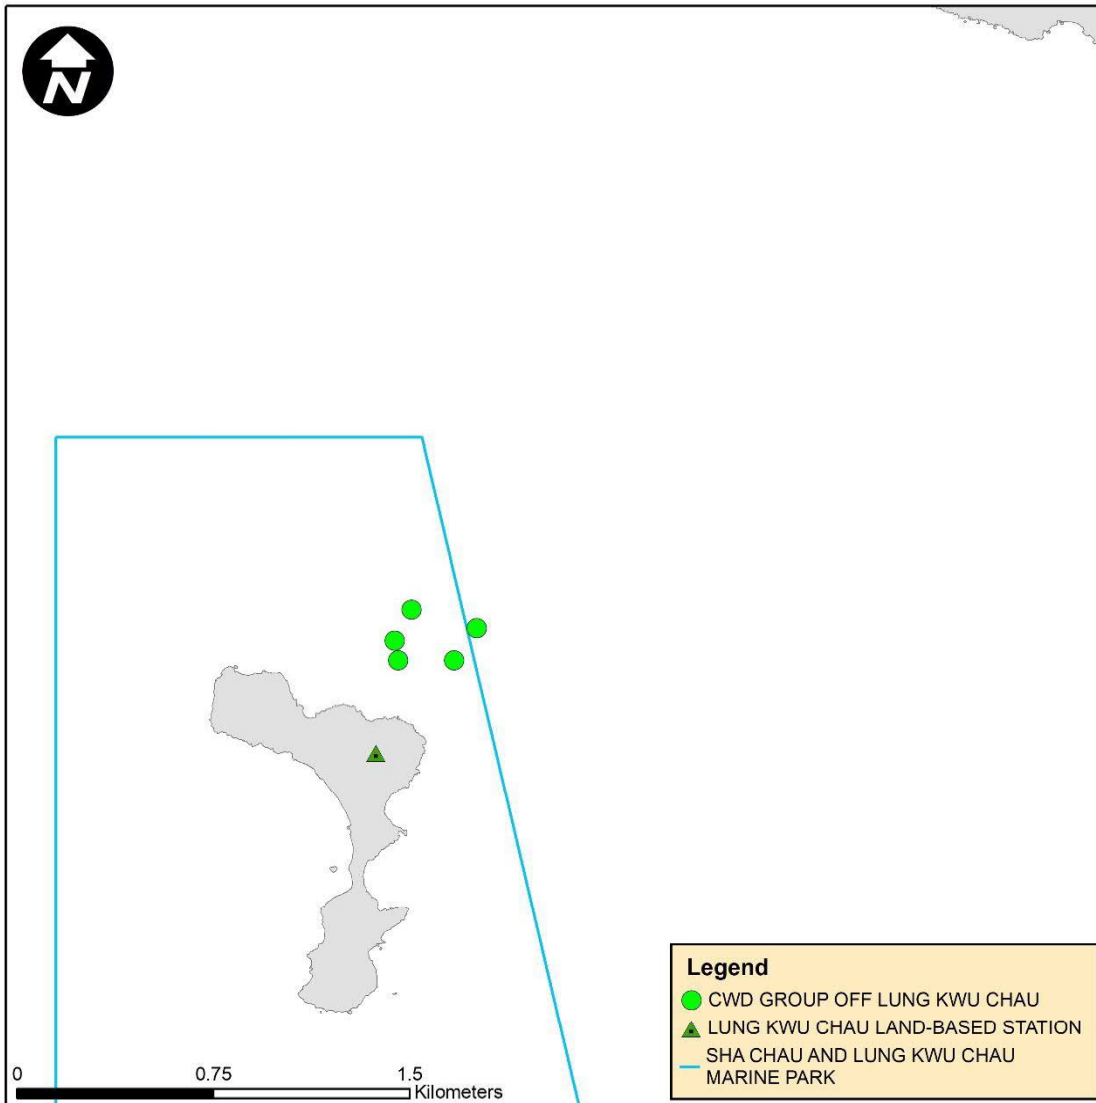 N
Legend
CWD GROUP OFF LUNG KWU CHAU
LUNG KWU CHAU LAND-BASED STATION
SHA CHAU AND LUNG KWU CHAU
MARINE PARK
0 0.75 1.5
Kilometers